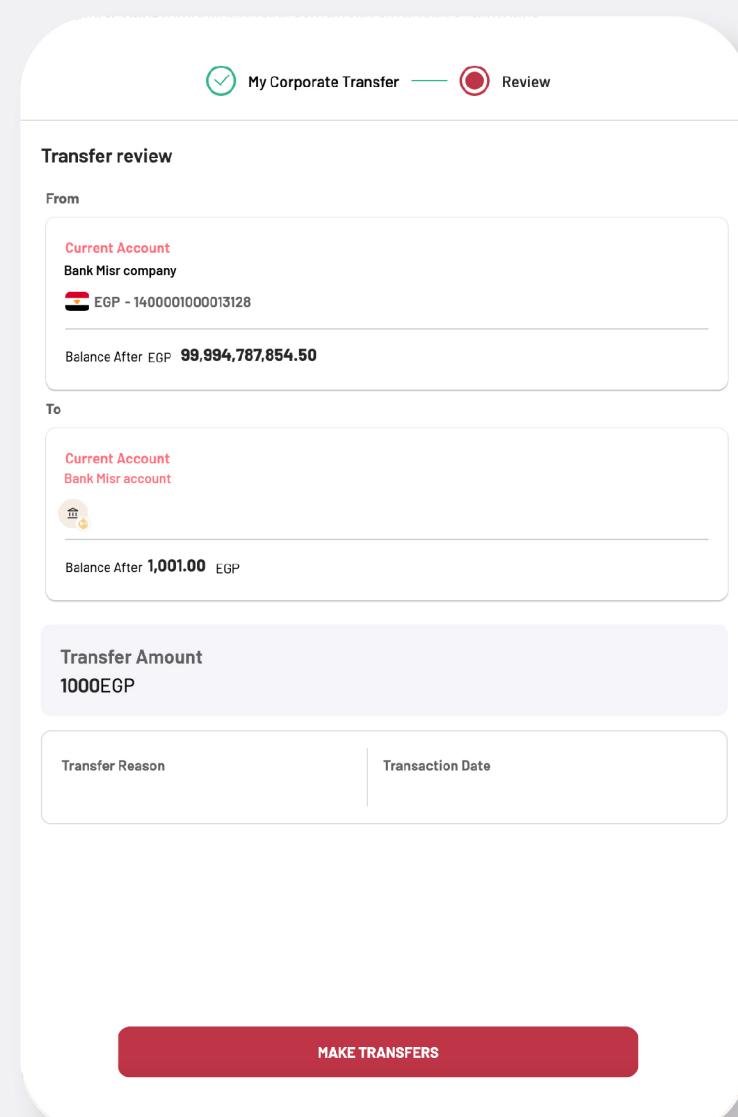 My Corporate Transfer
Review
Transfer review
From
Current Account
Bank Misr company
EGP - 1400001000013128
Balance After EGP 99,994,787,854.50
To
Current Account
Bank Misr account
Balance After 1,001.00 EGP
Transfer Amount
1000EGP
Transfer Reason
Transaction Date
MAKE TRANSFERS